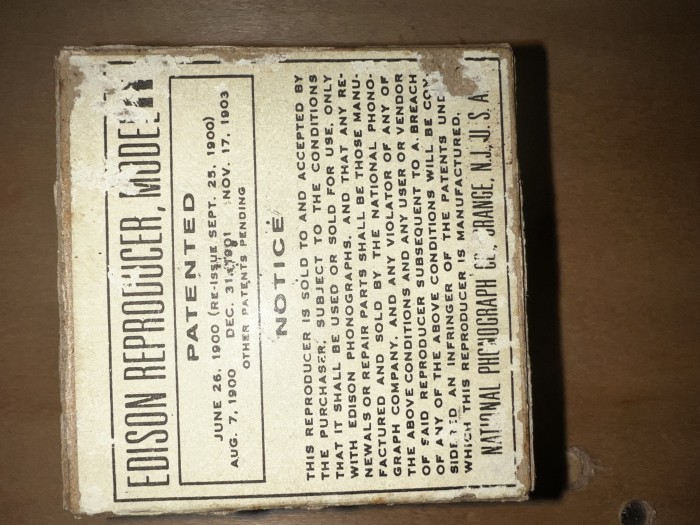 EDISON REPRODUCER, MODEL
PATENTED
JUNE 26, 1900 (RE-ISSUE SEPT. 25, 1900)
AUG. 7, 1900 DEC. 31, 1901 NOV. 17, 1903
OTHER PATENTS PENDING
NOTICE
THIS REPRODUCER IS SOLD TO AND ACCEPTED BY
THE PURCHASER, SUBJECT TO THE CONDITIONS
THAT IT SHALL BE USED OR SOLD FOR USE, ONLY
WITH EDISON PHONOGRAPHS, AND THAT ANY RE-
NEWALS OR REPAIR PARTS SHALL BE THOSE MANU-
FACTURED AND SOLD BY THE NATIONAL PHONO-
GRAPH COMPANY, AND ANY VIOLATOR OF ANY OF
THE ABOVE CONDITIONS AND ANY USER OR VENDOR
OF SAID REPRODUCER SUBSEQUENT TO A BREACH
OF ANY OF THE ABOVE CONDITIONS WILL BE CON-
SIDERED AN INFRINGER OF THE PATENTS UNDER
WHICH THIS REPRODUCER IS MANUFACTURED.
NATIONAL PHONOGRAPH CO., ORANGE, N.J., U.S.A.